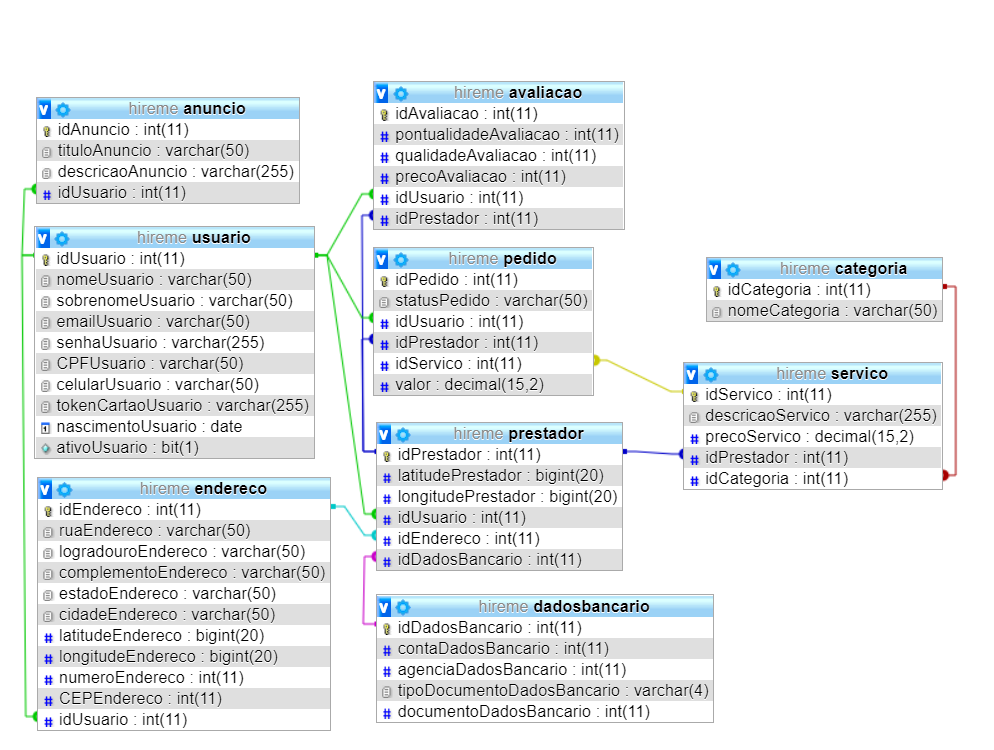 hireme anuncio
idAnuncio : int(11)
tituloAnuncio : varchar(50)
descricaoAnuncio : varchar(255)
idUsuario : int(11)
hireme usuario
idUsuario : int(11)
nomeUsuario : varchar(50)
sobrenomeUsuario : varchar(50)
emailUsuario : varchar(50)
senhaUsuario : varchar(255)
CPFUsuario : varchar(50)
celularUsuario : varchar(50)
tokenCartaoUsuario : varchar(255)
nascimentoUsuario : date
ativoUsuario : bit(1)
hireme endereco
idEndereco : int(11)
ruaEndereco : varchar(50)
logradouroEndereco : varchar(50)
complementoEndereco : varchar(50)
estadoEndereco : varchar(50)
cidadeEndereco : varchar(50)
latitudeEndereco : bigint(20)
longitudeEndereco : bigint(20)
numeroEndereco : int(11)
CEPEndereco : int(11)
idUsuario : int(11)
hireme avaliacao
idAvaliacao : int(11)
pontualidadeAvaliacao : int(11)
qualidadeAvaliacao : int(11)
precoAvaliacao : int(11)
idUsuario : int(11)
idPrestador : int(11)
hireme pedido
idPedido : int(11)
statusPedido : varchar(50)
idUsuario : int(11)
idPrestador : int(11)
idServico : int(11)
valor : decimal(15,2)
hireme prestador
idPrestador : int(11)
latitudePrestador : bigint(20)
longitudePrestador : bigint(20)
idUsuario : int(11)
idEndereco : int(11)
idDadosBancario : int(11)
hireme dadosbancario
idDadosBancario : int(11)
contaDadosBancario : int(11)
agenciaDadosBancario : int(11)
tipoDocumentoDadosBancario : varchar(4)
documentoDadosBancario : int(11)
hireme categoria
idCategoria : int(11)
nomeCategoria : varchar(50)
hireme servico
idServico : int(11)
descricaoServico : varchar(255)
precoServico : decimal(15,2)
idPrestador : int(11)
idCategoria : int(11)